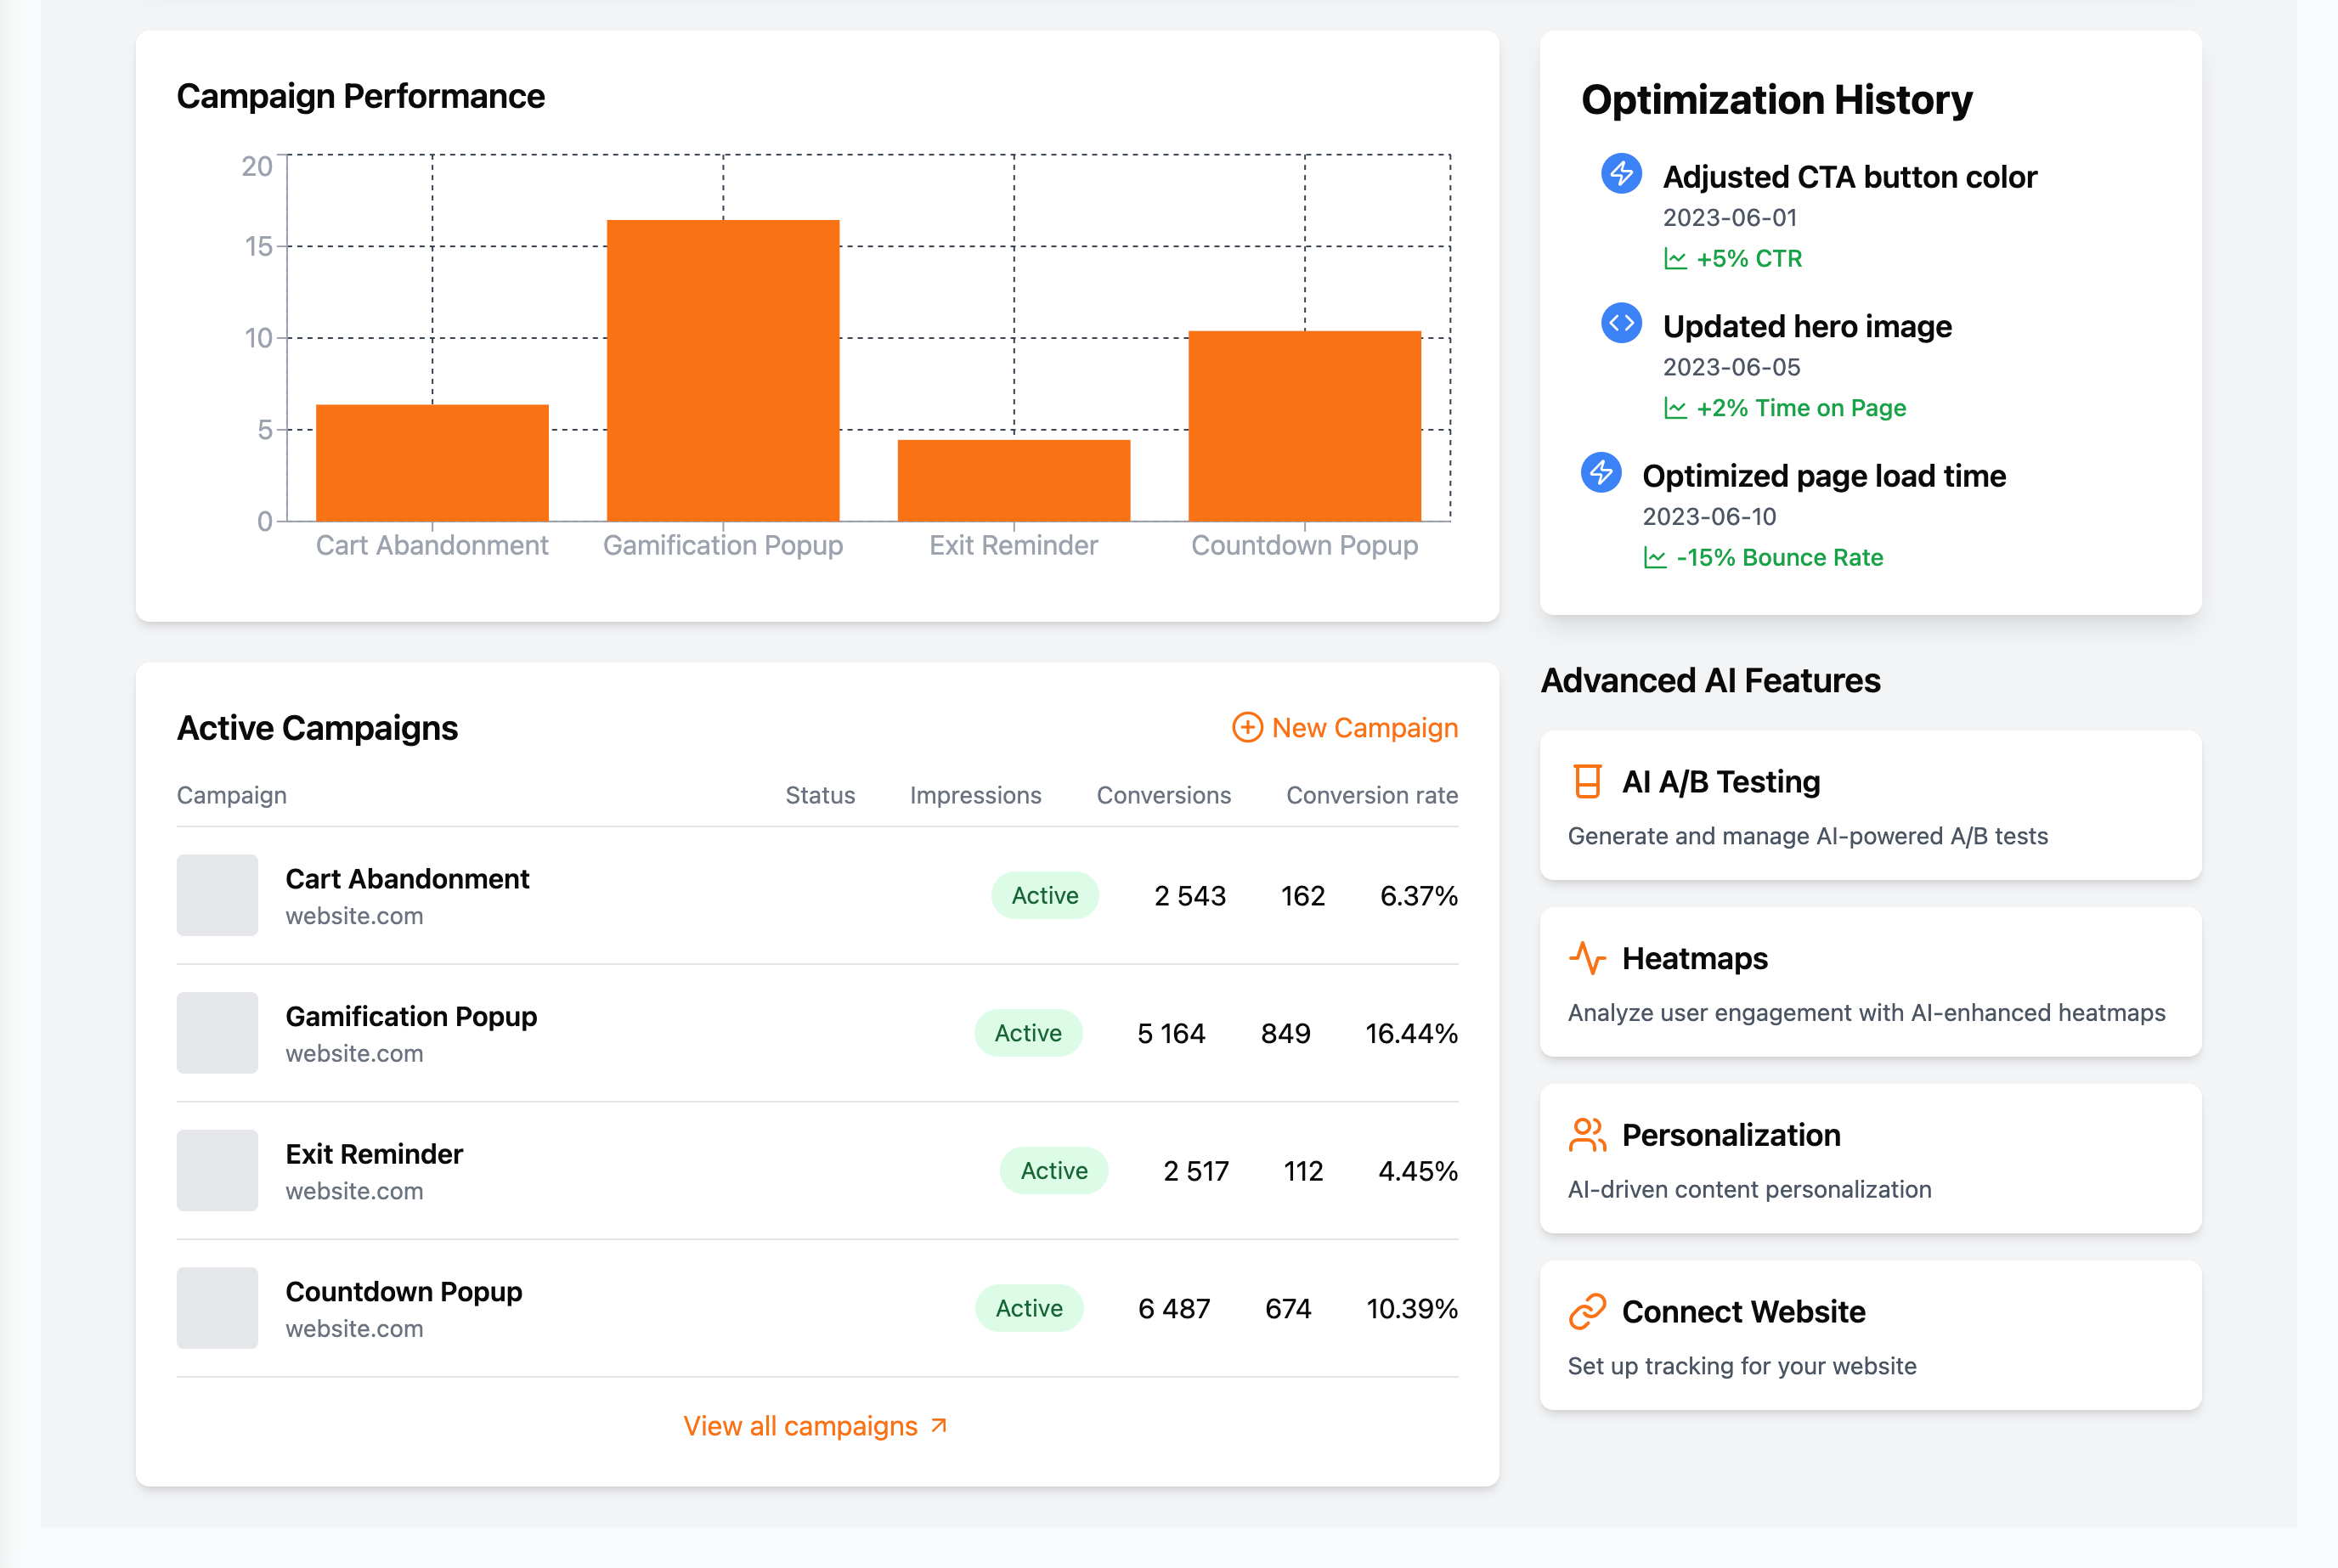 Campaign Performance
20
15
10
5
0
Cart Abandonment Gamification Popup Exit Reminder Countdown Popup
Optimization History
Adjusted CTA button color
2023-06-01
+5% CTR
Updated hero image
2023-06-05
+2% Time on Page
Optimized page load time
2023-06-10
-15% Bounce Rate
Active Campaigns
New Campaign
Campaign Status Impressions Conversions Conversion rate
Cart Abandonment
website.com
Active 2 543 162 6.37%
Gamification Popup
website.com
Active 5 164 849 16.44%
Exit Reminder
website.com
Active 2 517 112 4.45%
Countdown Popup
website.com
Active 6 487 674 10.39%
View all campaigns
Advanced AI Features
AI A/B Testing
Generate and manage AI-powered A/B tests
Heatmaps
Analyze user engagement with AI-enhanced heatmaps
Personalization
AI-driven content personalization
Connect Website
Set up tracking for your website